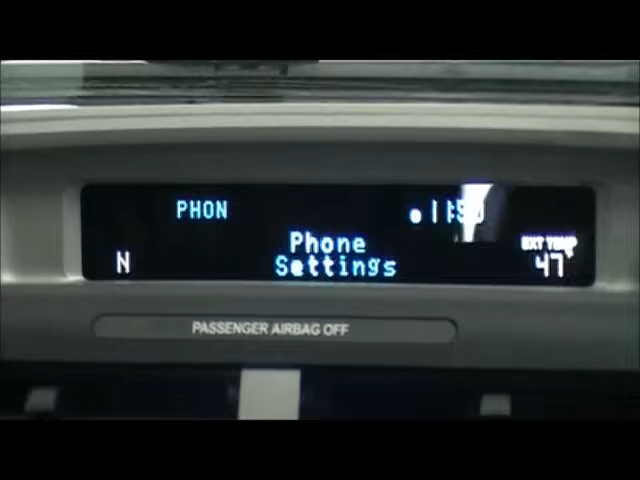 PHON
Phone
EXT TEMP
N
Settings
47°
PASSENGER AIRBAG OFF